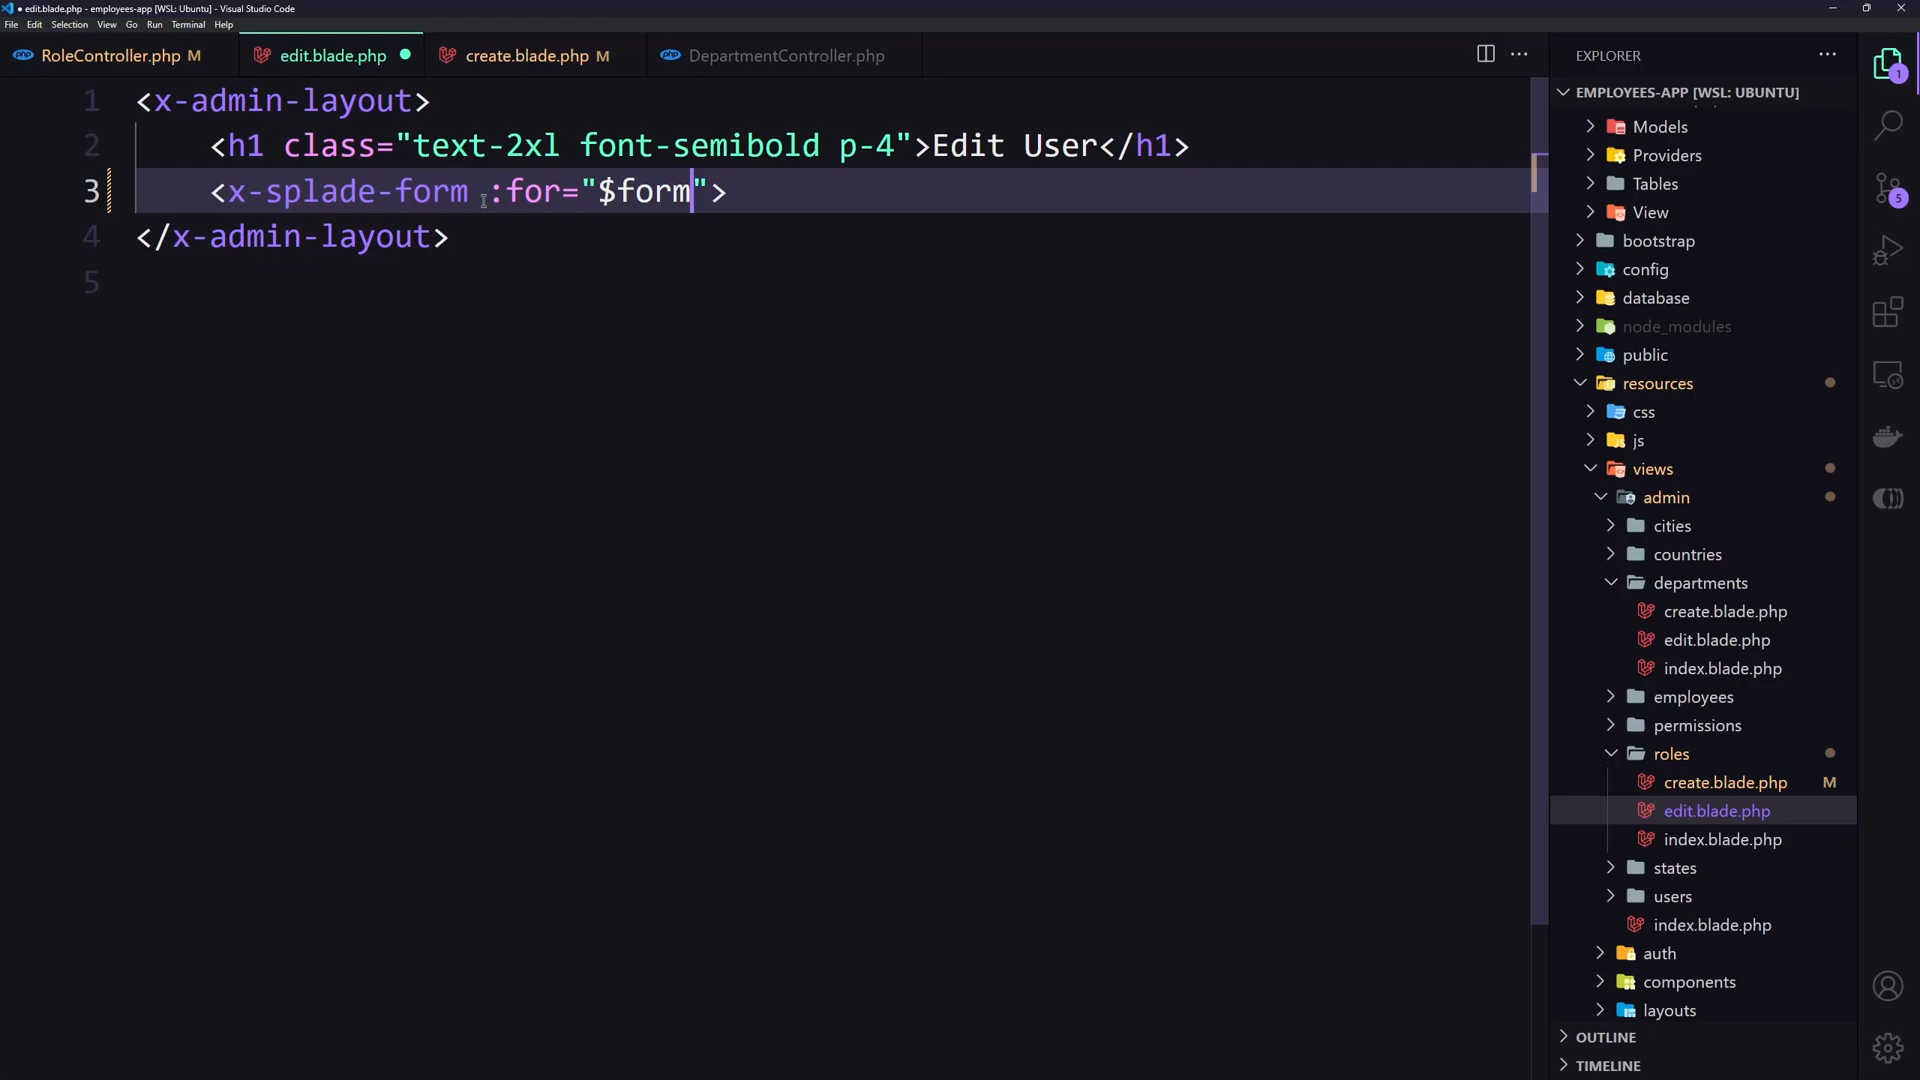 edit.blade.php - employees-app [WSL: Ubuntu] - Visual Studio Code
File Edit Selection View Go Run Terminal Help
RoleController.php M
edit.blade.php
create.blade.php M
DepartmentController.php
1 <x-admin-layout>
2 <h1 class="text-2xl font-semibold p-4">Edit User</h1>
3 <x-splade-form :for="$form">
4 </x-admin-layout>
5
EXPLORER
EMPLOYEES-APP [WSL: UBUNTU]
Models
Providers
Tables
View
bootstrap
config
database
node_modules
public
resources
css
js
views
admin
cities
countries
departments
create.blade.php
edit.blade.php
index.blade.php
employees
permissions
roles
create.blade.php M
edit.blade.php
index.blade.php
states
users
index.blade.php
auth
components
layouts
OUTLINE
TIMELINE
1
5